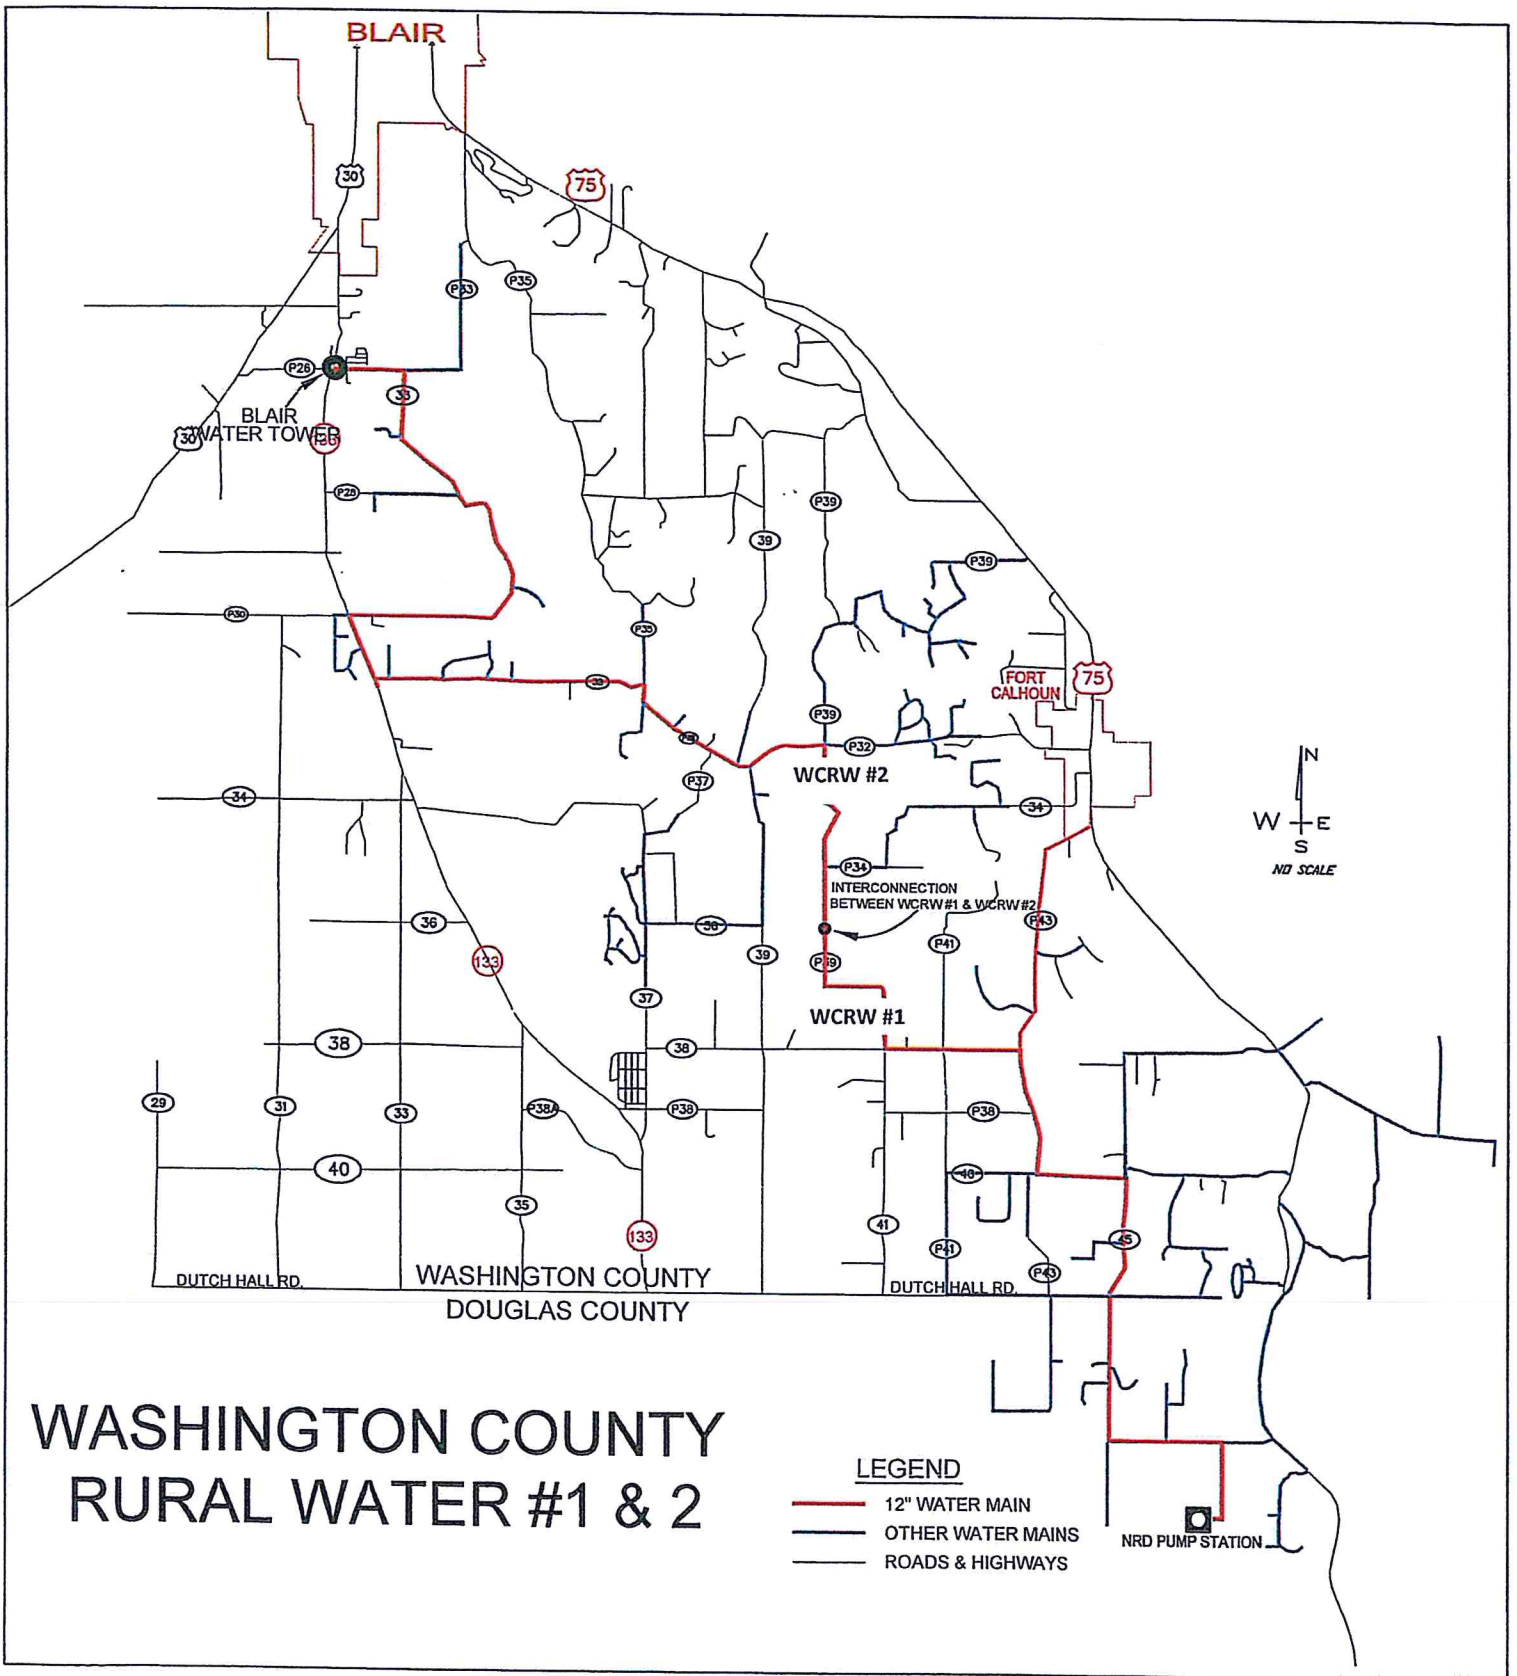 BLAIR
30
75
P33
P35
P26
33
BLAIR
WATER TOWER
30
133
P28
P39
39
P39
P30
P35
FORT
CALHOUN
75
33
P39
P32
WCRW #2
P37
34
34
N
W E
S
NO SCALE
P34
INTERCONNECTION
BETWEEN WCRW #1 & WCRW #2
36
36
P43
P41
133
39
P39
37
WCRW #1
38
38
29
31
33
P38A
P38
P38
40
40
35
133
41
P41
45
P43
DUTCH HALL RD.
WASHINGTON COUNTY
DUTCH HALL RD.
DOUGLAS COUNTY
WASHINGTON COUNTY
RURAL WATER #1 & 2
LEGEND
12" WATER MAIN
OTHER WATER MAINS
ROADS & HIGHWAYS
NRD PUMP STATION